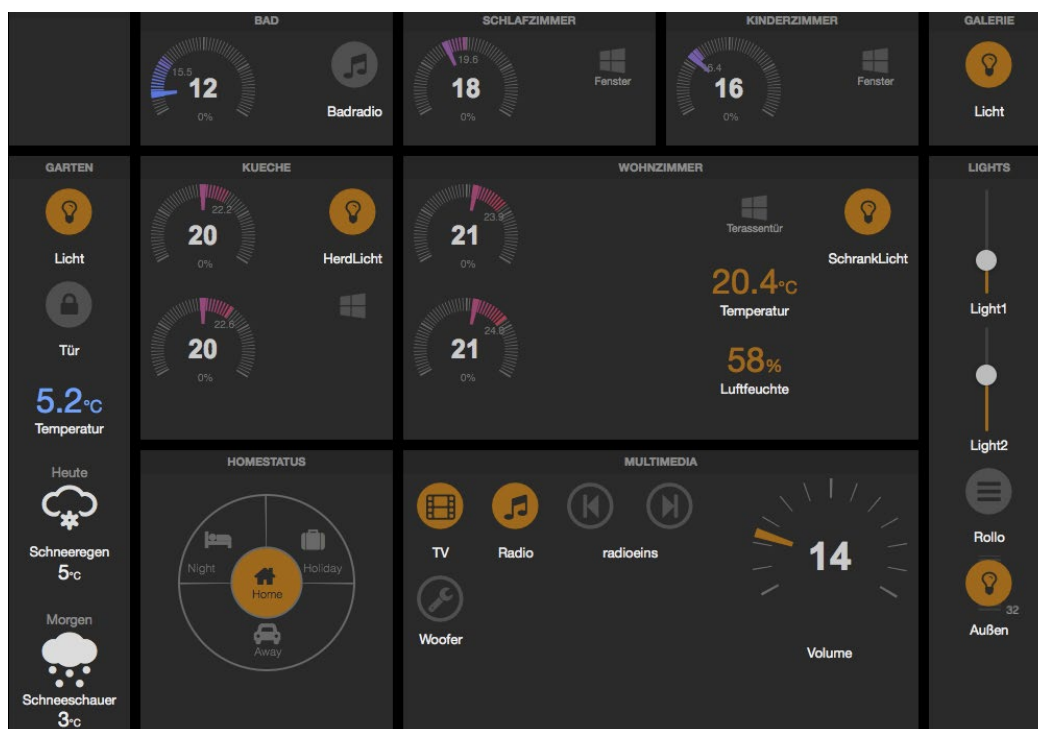 BAD
15.5
12
0%
Badradio
SCHLAFZIMMER
19.6
18
0%
Fenster
KINDERZIMMER
16
0%
Fenster
GALERIE
Licht
GARTEN
Licht
Tür
5.2°C
Temperatur
Heute
Schneeregen
5°C
Morgen
Schneeschauer
3°C
KUECHE
22.2
20
0%
HerdLicht
22.6
20
0%
WOHNZIMMER
23.9
21
0%
21
0%
Terassentür
SchrankLicht
20.4°C
Temperatur
58%
Luftfeuchte
LIGHTS
Light1
Light2
Rollo
32
Außen
HOMESTATUS
Night
Holiday
Home
Away
MULTIMEDIA
TV
Radio
radioeins
Woofer
14
Volume